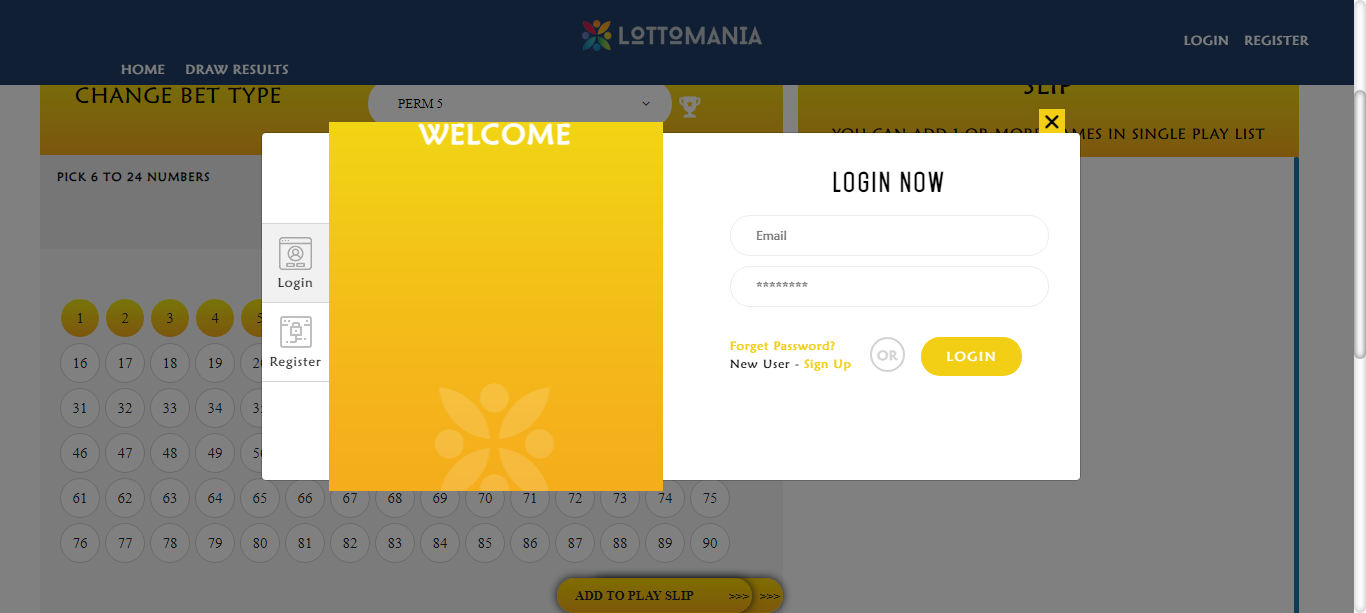 LOTTOMANIA
LOGIN REGISTER
HOME DRAW RESULTS
CHANGE BET TYPE
PERM 5
SLIP
YOU CAN ADD 1 OR MORE GAMES IN SINGLE PLAY LIST
PICK 6 TO 24 NUMBERS
WELCOME
LOGIN NOW
Email
********
Login
Register
Forget Password?
New User - Sign Up
OR
LOGIN
1 2 3 4 5
16 17 18 19 20
31 32 33 34
46 47 48 49
61 62 63 64 65 66 67 68 69 70 71 72 73 74 75
76 77 78 79 80 81 82 83 84 85 86 87 88 89 90
ADD TO PLAY SLIP >>> >>>